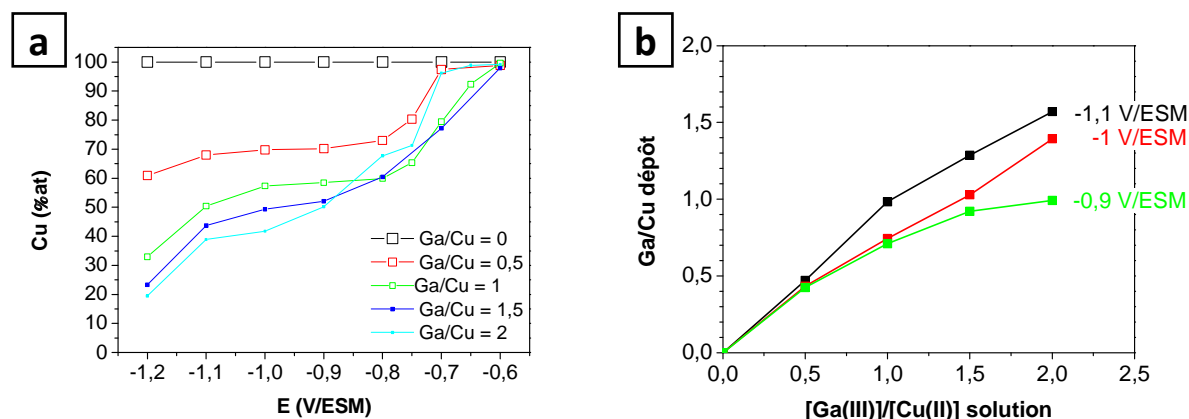 a
100
90
80
70
60
50
40
30
20
10
0
Cu (%at)
Ga/Cu = 0
Ga/Cu = 0,5
Ga/Cu = 1
Ga/Cu = 1,5
Ga/Cu = 2
-1,2 -1,1 -1,0 -0,9 -0,8 -0,7 -0,6
E (V/ESM)
b
2,0
1,5
1,0
0,5
0,0
Ga/Cu dépôt
-1,1 V/ESM
-1 V/ESM
-0,9 V/ESM
0,0 0,5 1,0 1,5 2,0 2,5
[Ga(III)]/[Cu(II)] solution